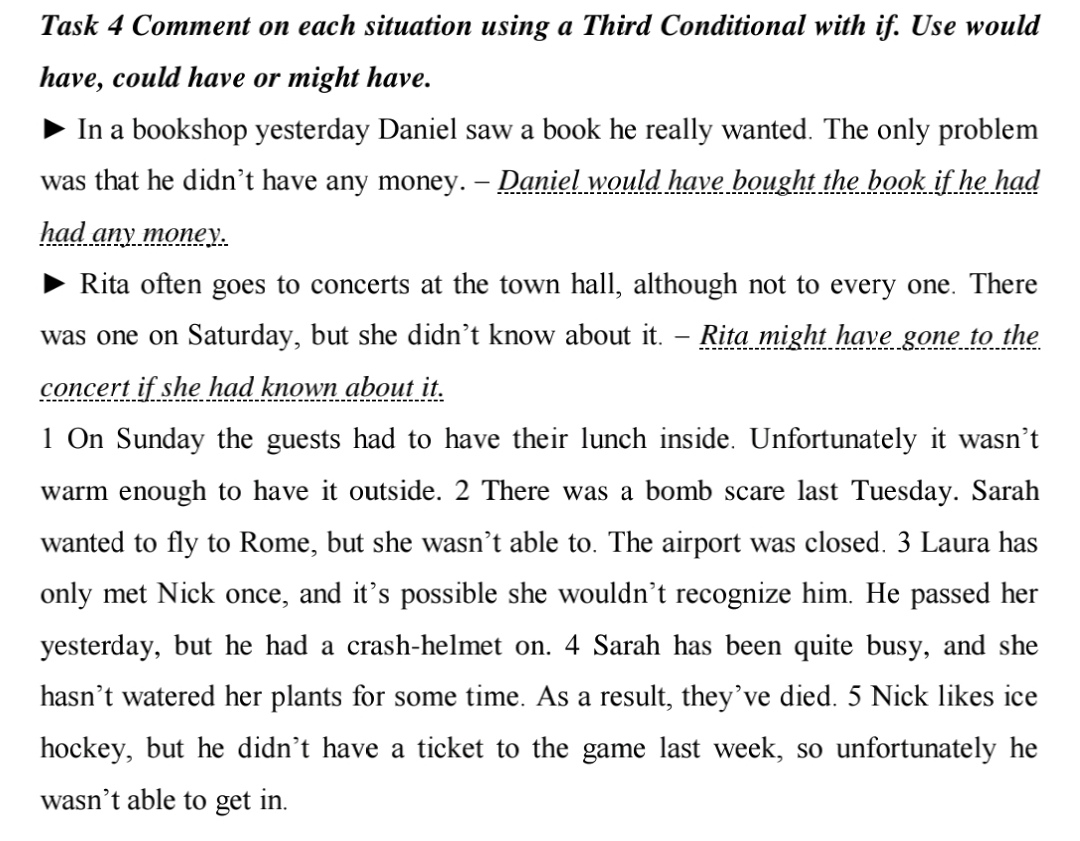 Task 4 Comment on each situation using a Third Conditional with if. Use would
have, could have or might have.
► In a bookshop yesterday Daniel saw a book he really wanted. The only problem
was that he didn’t have any money. – Daniel would have bought the book if he had
had any money.
► Rita often goes to concerts at the town hall, although not to every one. There
was one on Saturday, but she didn’t know about it. – Rita might have gone to the
concert if she had known about it.
1 On Sunday the guests had to have their lunch inside. Unfortunately it wasn’t
warm enough to have it outside. 2 There was a bomb scare last Tuesday. Sarah
wanted to fly to Rome, but she wasn’t able to. The airport was closed. 3 Laura has
only met Nick once, and it’s possible she wouldn’t recognize him. He passed her
yesterday, but he had a crash-helmet on. 4 Sarah has been quite busy, and she
hasn’t watered her plants for some time. As a result, they’ve died. 5 Nick likes ice
hockey, but he didn’t have a ticket to the game last week, so unfortunately he
wasn’t able to get in.